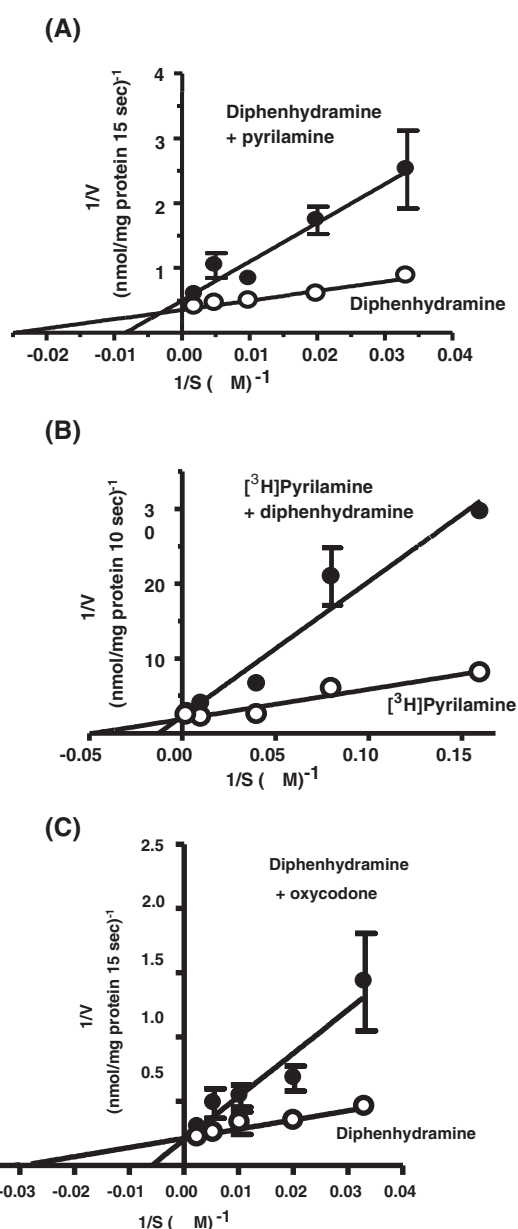 (A)
4
3
2
1
1/V
(nmol/mg protein 15 sec)-1
Diphenhydramine
+ pyrilamine
Diphenhydramine
-0.02 -0.01 0.00 0.01 0.02 0.03 0.04
1/S ( M)-1
(B)
3
0
20
10
1/V
(nmol/mg protein 10 sec)-1
[3H]Pyrilamine
+ diphenhydramine
[3H]Pyrilamine
-0.05 0.00 0.05 0.10 0.15
1/S ( M)-1
(C)
2.5
2.0
1.5
1.0
0.5
1/V
(nmol/mg protein 15 sec)-1
Diphenhydramine
+ oxycodone
Diphenhydramine
-0.03 -0.02 -0.01 0.00 0.01 0.02 0.03 0.04
1/S ( M)-1